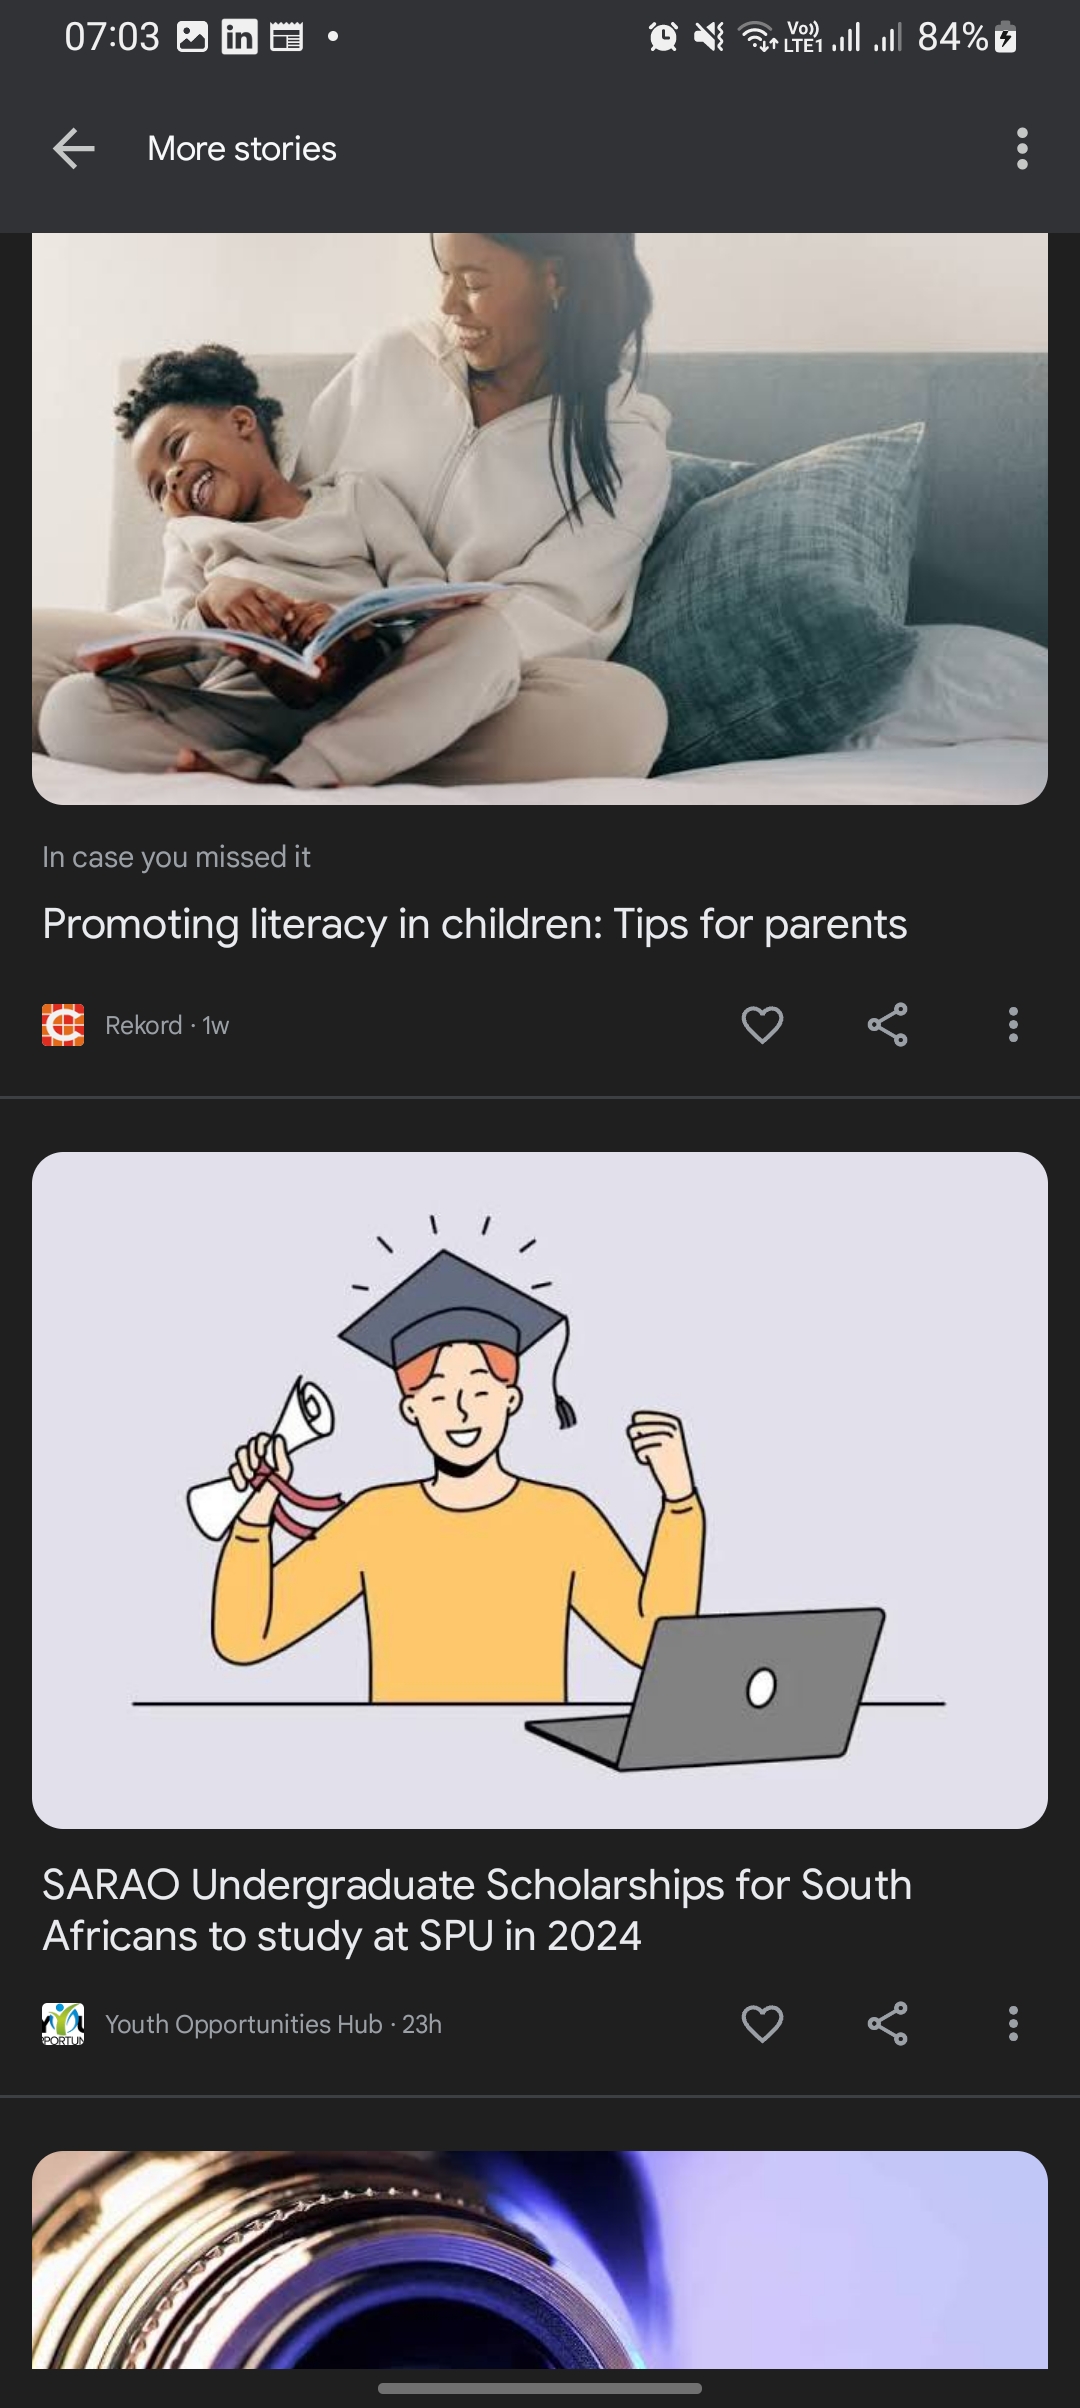 07:03
Vo))
LTE1
84%
More stories
In case you missed it
Promoting literacy in children: Tips for parents
Rekord · 1w
SARAO Undergraduate Scholarships for South
Africans to study at SPU in 2024
Youth Opportunities Hub · 23h